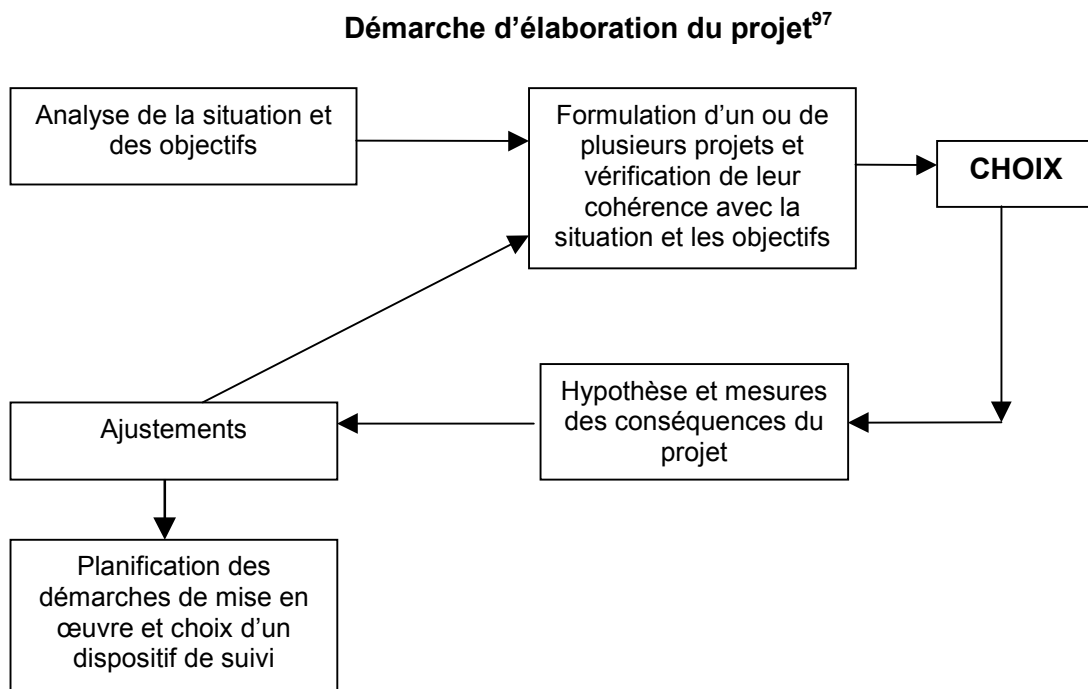 Démarche d’élaboration du projet97
Analyse de la situation et
des objectifs
Formulation d’un ou de
plusieurs projets et
vérification de leur
cohérence avec la
situation et les objectifs
CHOIX
Hypothèse et mesures
des conséquences du
projet
Ajustements
Planification des
démarches de mise en
œuvre et choix d’un
dispositif de suivi